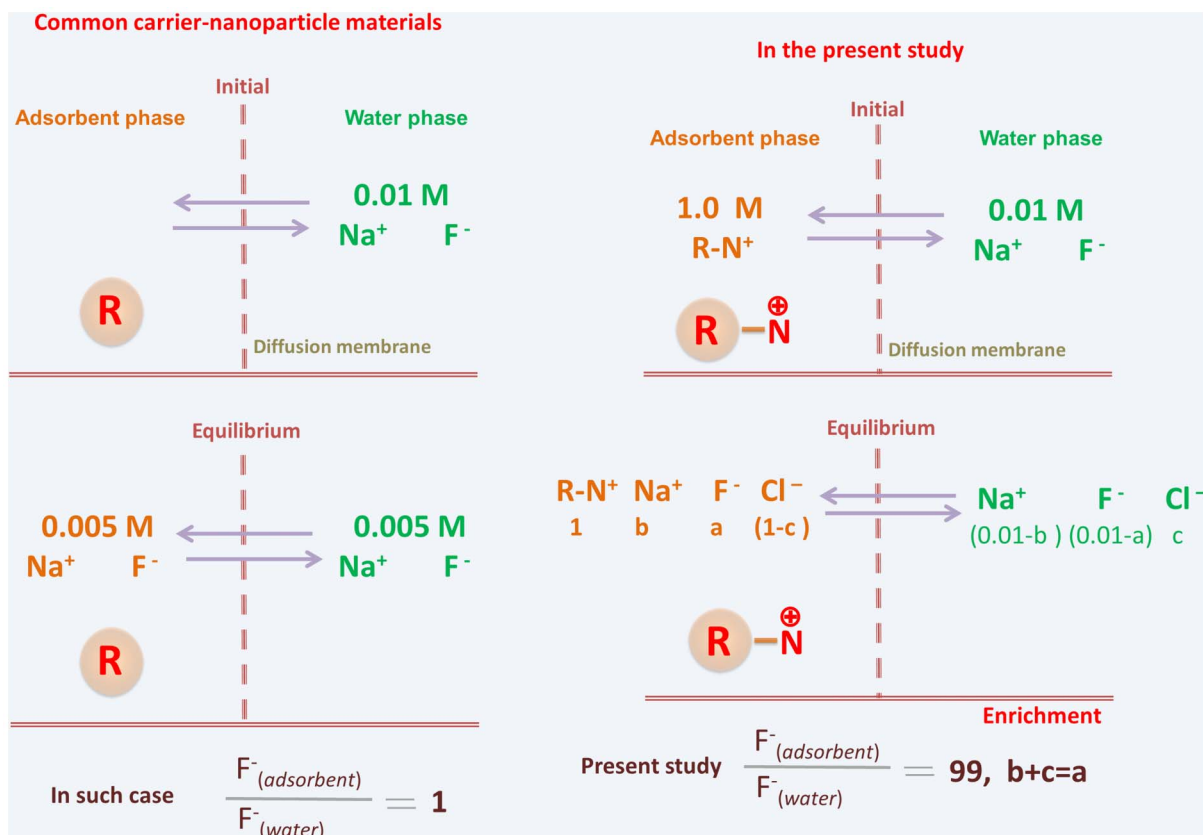 Common carrier-nanoparticle materials
Initial
Adsorbent phase Water phase
0.01 M
Na⁺ F⁻
R
Diffusion membrane
Equilibrium
0.005 M 0.005 M
Na⁺ F⁻ Na⁺ F⁻
R
In such case F⁻(adsorbent) / F⁻(water) = 1
In the present study
Initial
Adsorbent phase Water phase
1.0 M 0.01 M
R-N⁺ Na⁺ F⁻
⊕
R–N
Diffusion membrane
Equilibrium
R-N⁺ Na⁺ F⁻ Cl⁻ Na⁺ F⁻ Cl⁻
1 b a (1-c) (0.01-b) (0.01-a) c
⊕
R–N
Enrichment
Present study F⁻(adsorbent) / F⁻(water) = 99, b+c=a